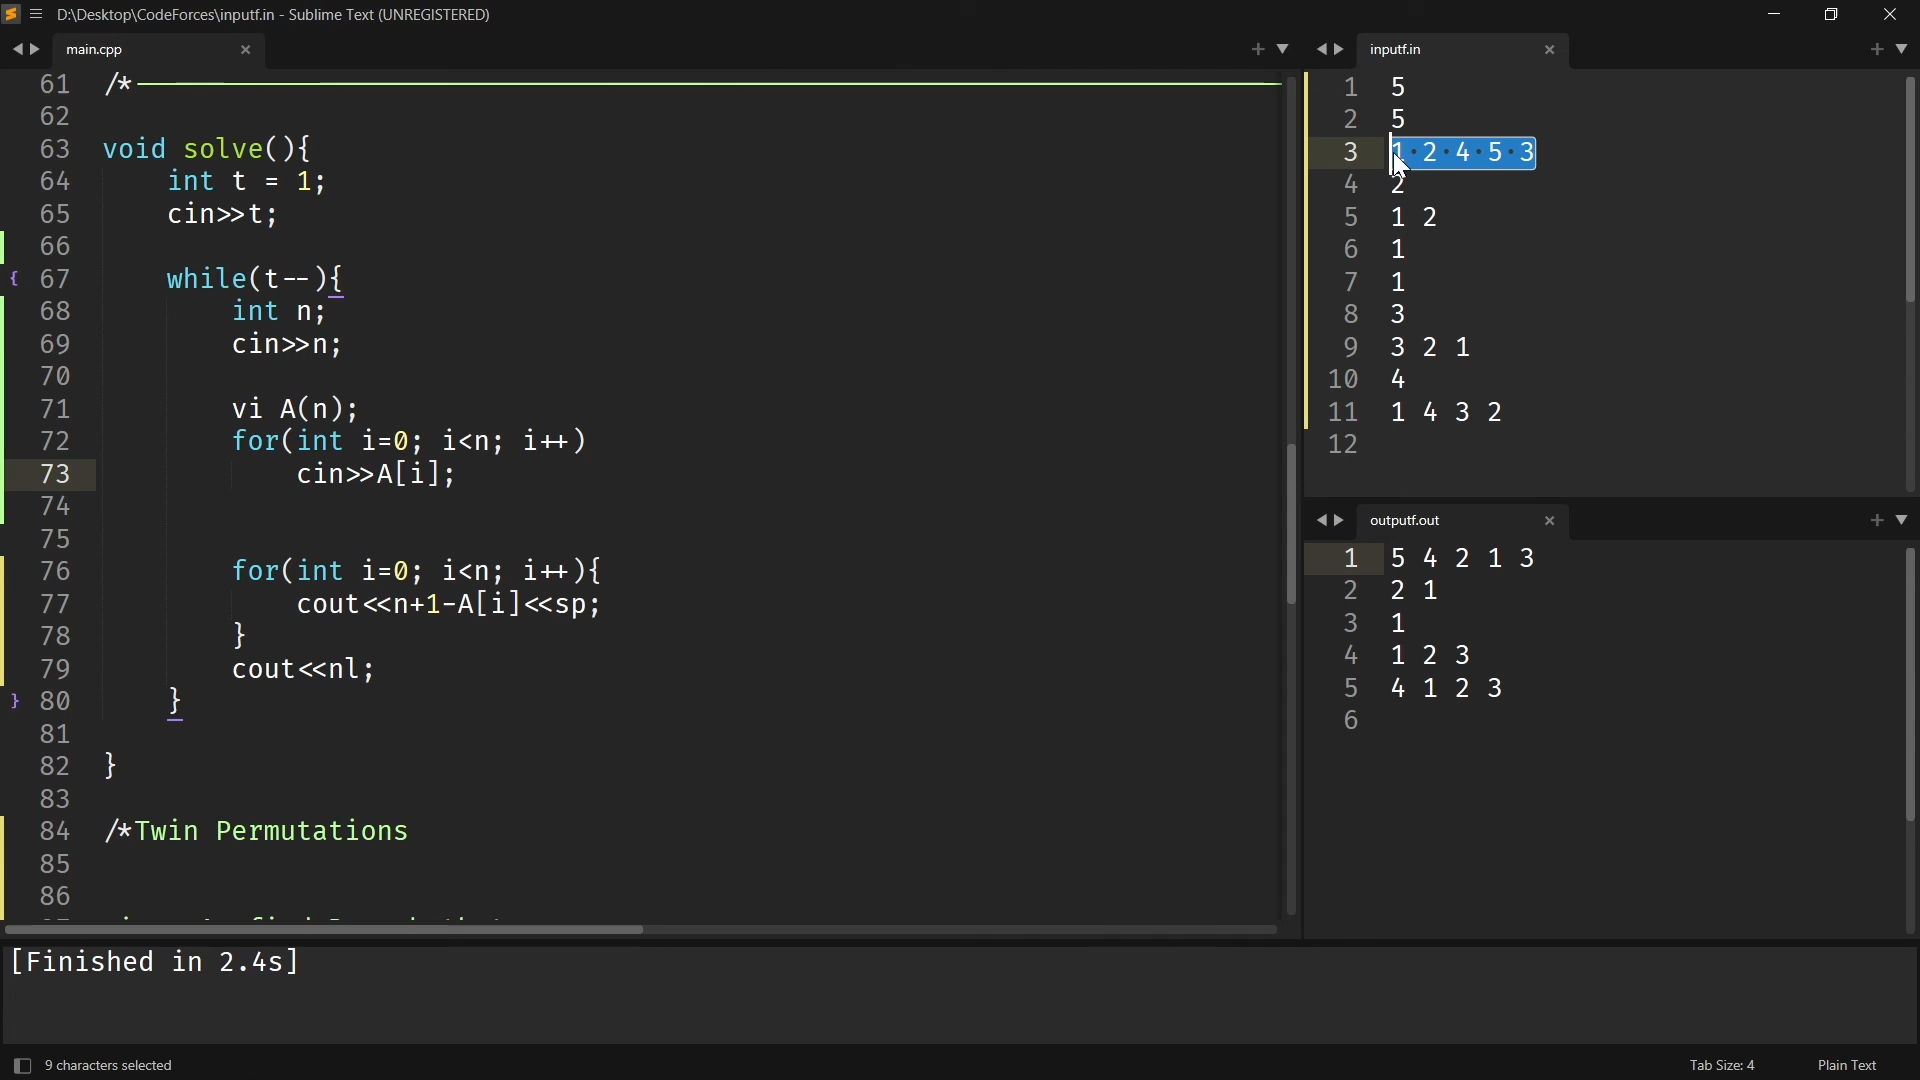 D:\Desktop\CodeForces\inputf.in - Sublime Text (UNREGISTERED)
main.cpp
61 /*
62
63 void solve(){
64 int t = 1;
65 cin>>t;
66
67 while(t--){
68 int n;
69 cin>>n;
70
71 vi A(n);
72 for(int i=0; i<n; i++)
73 cin>>A[i];
74
75
76 for(int i=0; i<n; i++){
77 cout<<n+1-A[i]<<sp;
78 }
79 cout<<nl;
80 }
81
82 }
83
84 /*Twin Permutations
85
86
inputf.in
1 5
2 5
3 1 2 4 5 3
4 2
5 1 2
6 1
7 1
8 3
9 3 2 1
10 4
11 1 4 3 2
12
outputf.out
1 5 4 2 1 3
2 2 1
3 1
4 1 2 3
5 4 1 2 3
6
[Finished in 2.4s]
9 characters selected
Tab Size: 4
Plain Text